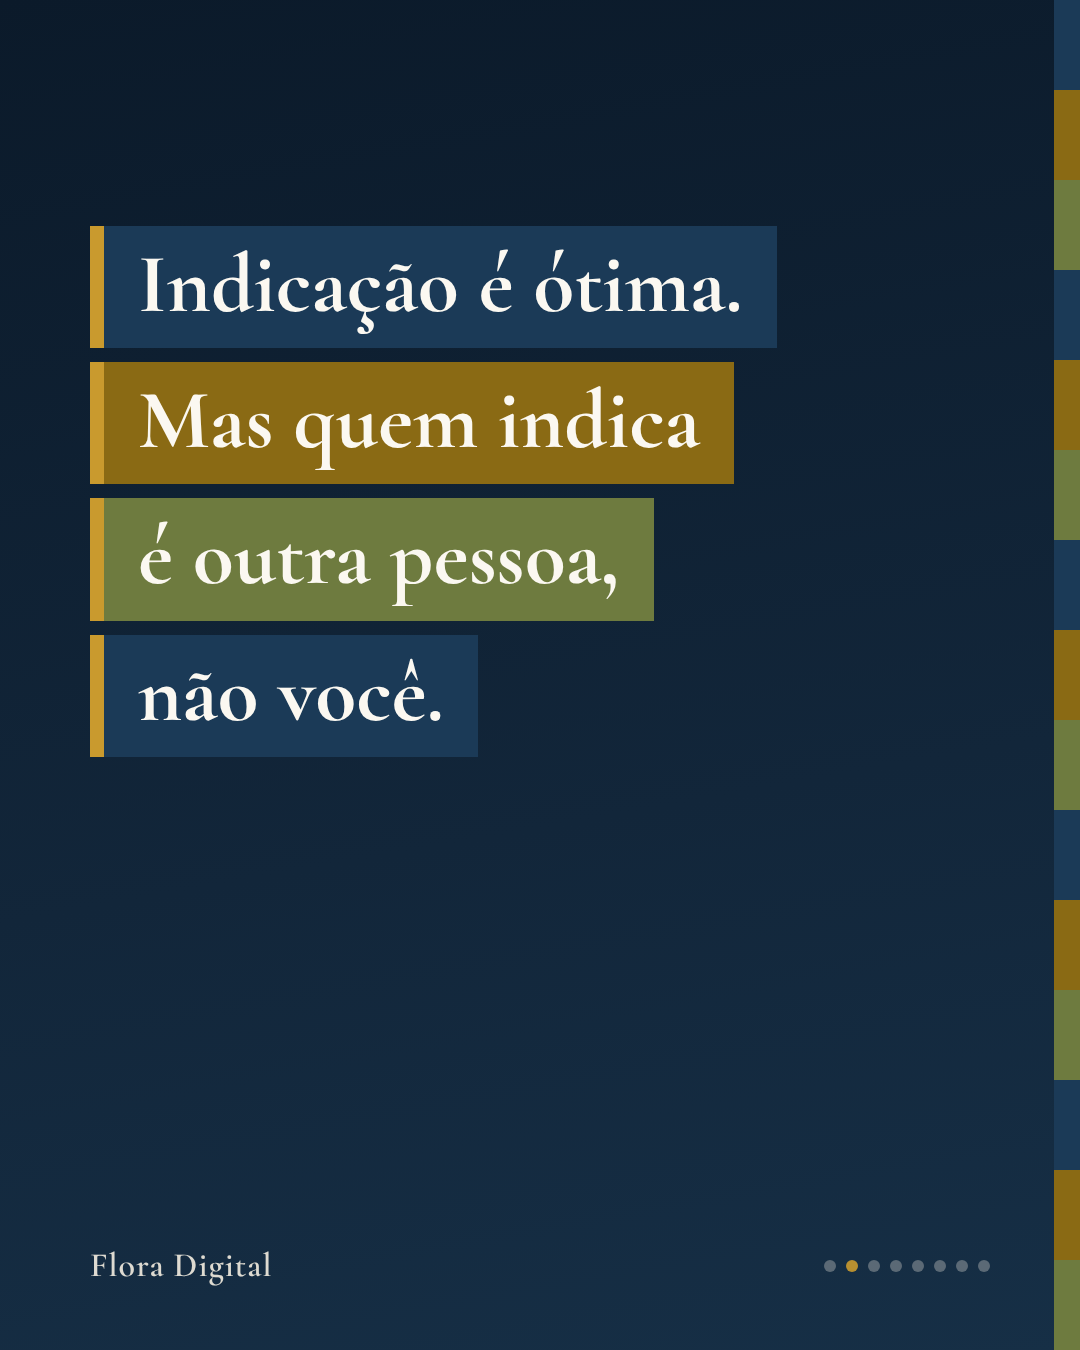 Indicação é ótima.
Mas quem indica
é outra pessoa,
não você.
Flora Digital